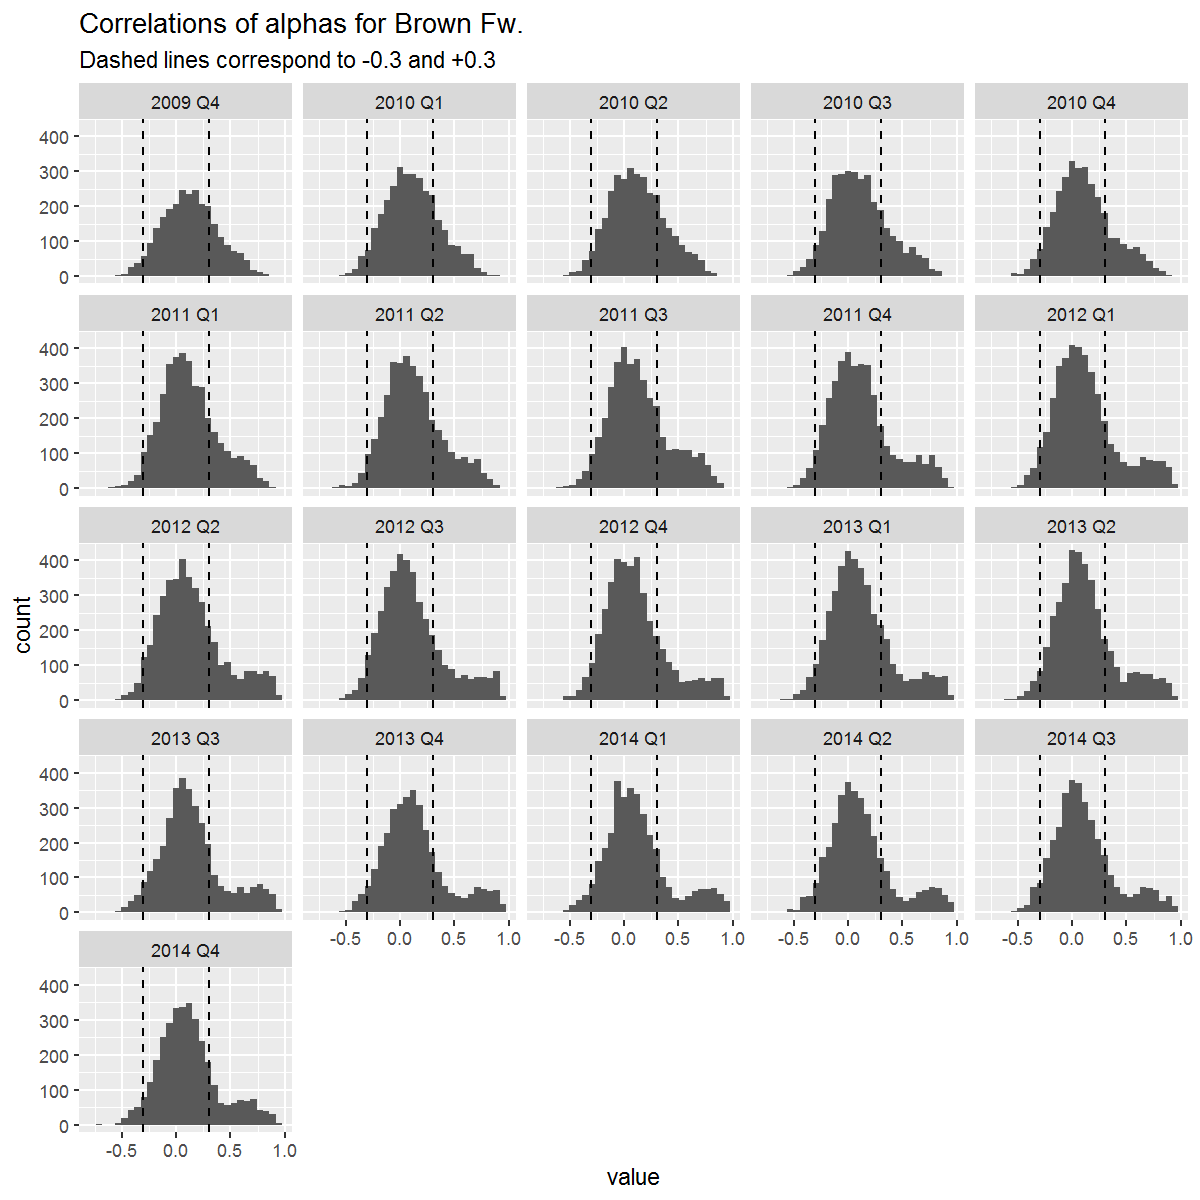 Correlations of alphas for Brown Fw.
Dashed lines correspond to -0.3 and +0.3
2009 Q4 2010 Q1 2010 Q2 2010 Q3 2010 Q4
400
300
200
100
0
2011 Q1 2011 Q2 2011 Q3 2011 Q4 2012 Q1
400
300
200
100
0
2012 Q2 2012 Q3 2012 Q4 2013 Q1 2013 Q2
400
300
200
100
0
count
2013 Q3 2013 Q4 2014 Q1 2014 Q2 2014 Q3
400
300
200
100
0
-0.5 0.0 0.5 1.0 -0.5 0.0 0.5 1.0 -0.5 0.0 0.5 1.0 -0.5 0.0 0.5 1.0
2014 Q4
400
300
200
100
0
-0.5 0.0 0.5 1.0
value